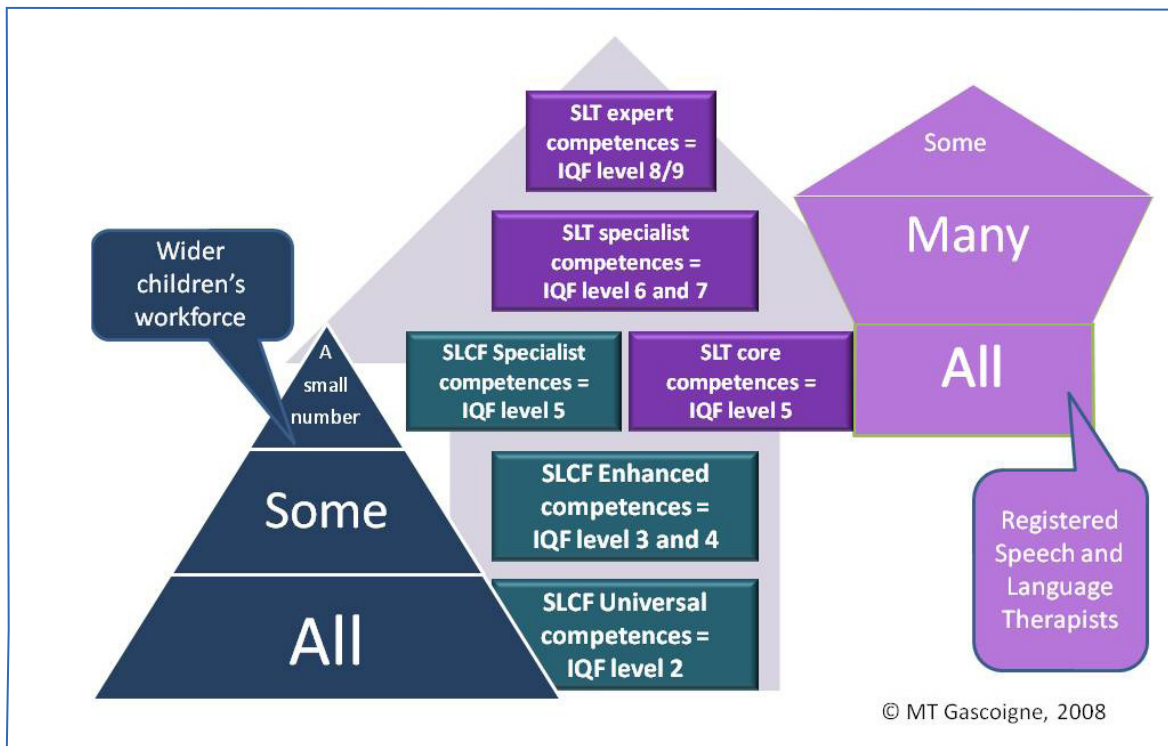 SLT expert
competences =
IQF level 8/9
Some
SLT specialist
competences =
IQF level 6 and 7
Many
Wider
children's
workforce
A
small
number
SLCF Specialist
competences =
IQF level 5
SLT core
competences =
IQF level 5
All
Some
SLCF Enhanced
competences =
IQF level 3 and 4
Registered
Speech and
Language
Therapists
All
SLCF Universal
competences =
IQF level 2
© MT Gascoigne, 2008